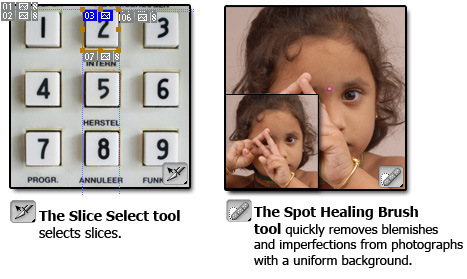 01
02
03
06
07
1 2 3
INTERN
4 5 6
HERSTEL
7 8 9
PROGR. ANNULEER FUN
The Slice Select tool
selects slices.
The Spot Healing Brush
tool quickly removes blemishes
and imperfections from photographs
with a uniform background.